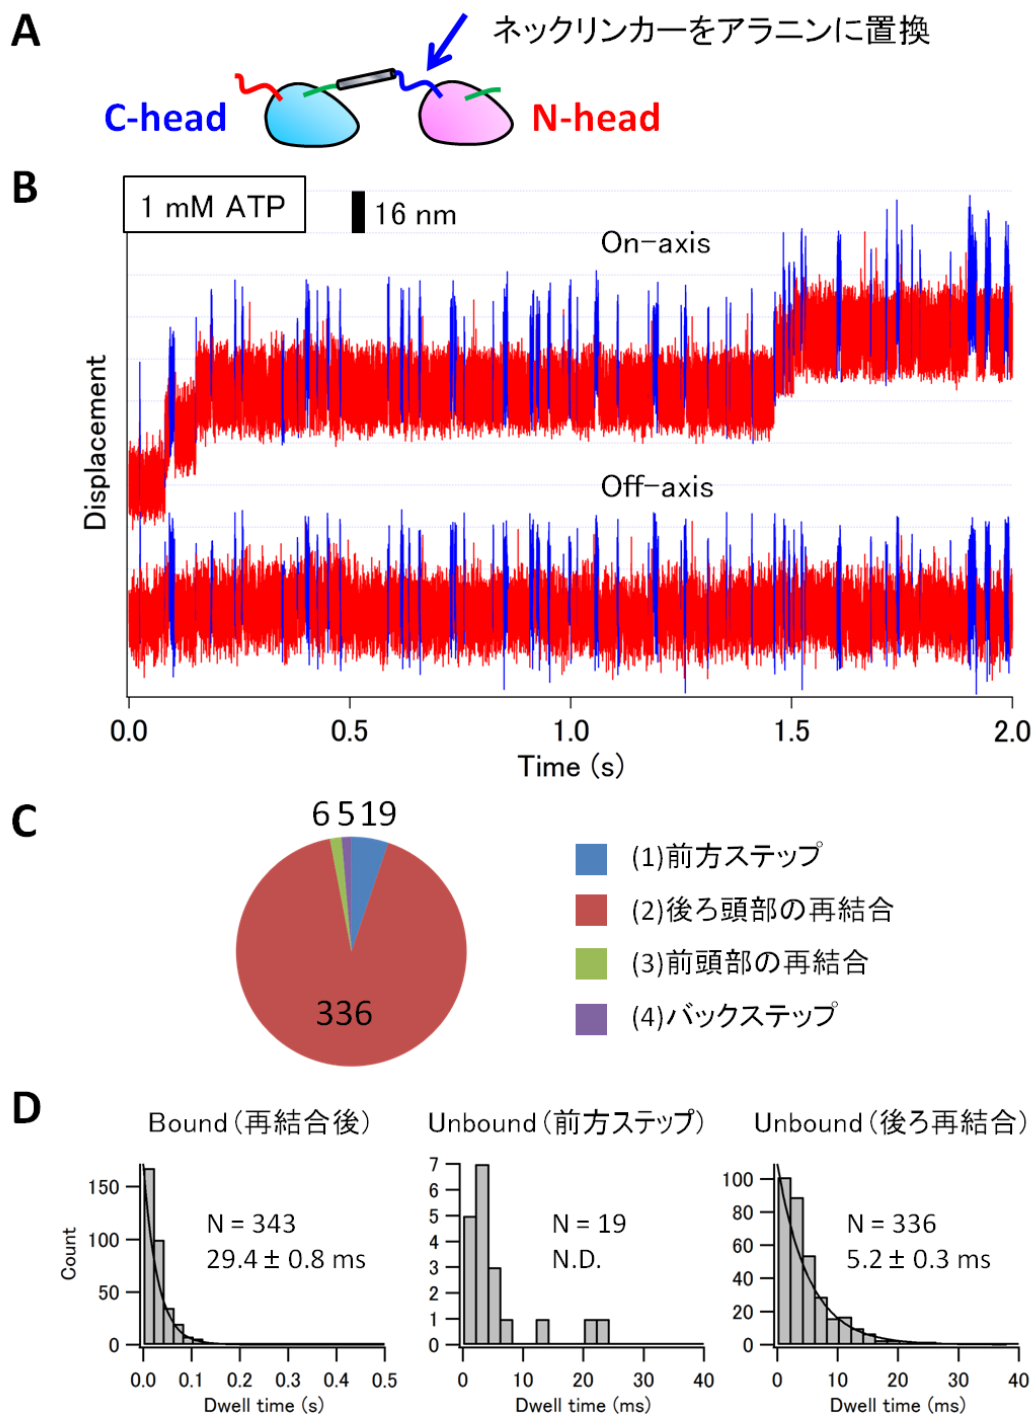 A
ネックリンカーをアラニンに置換
C-head
N-head
B
1 mM ATP
16 nm
On-axis
Off-axis
Displacement
0.0 0.5 1.0 1.5 2.0
Time (s)
C
6 5 19
336
(1)前方ステップ
(2)後ろ頭部の再結合
(3)前頭部の再結合
(4)バックステップ
D
Bound(再結合後)
Count
150
100
50
0
N = 343
29.4 ± 0.8 ms
0.0 0.1 0.2 0.3 0.4 0.5
Dwell time (s)
Unbound(前方ステップ)
7
6
5
4
3
2
1
0
N = 19
N.D.
0 10 20 30 40
Dwell time (ms)
Unbound(後ろ再結合)
100
80
60
40
20
0
N = 336
5.2 ± 0.3 ms
0 10 20 30 40
Dwell time (ms)